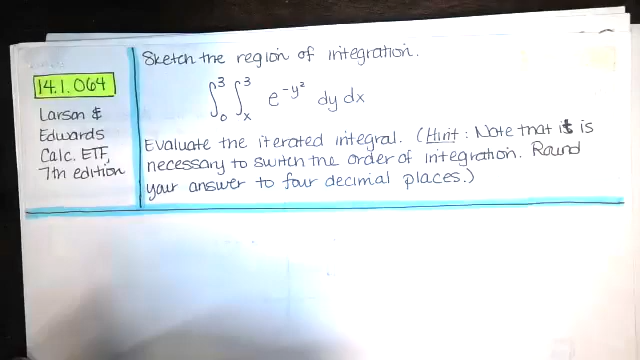 14.1.064
Larson &
Edwards
Calc. ETF,
7th edition
Sketch the region of integration.
∫₀³ ∫ₓ³ e^{-y²} dy dx
Evaluate the iterated integral. (Hint: Note that it is
necessary to switch the order of integration. Round
your answer to four decimal places.)